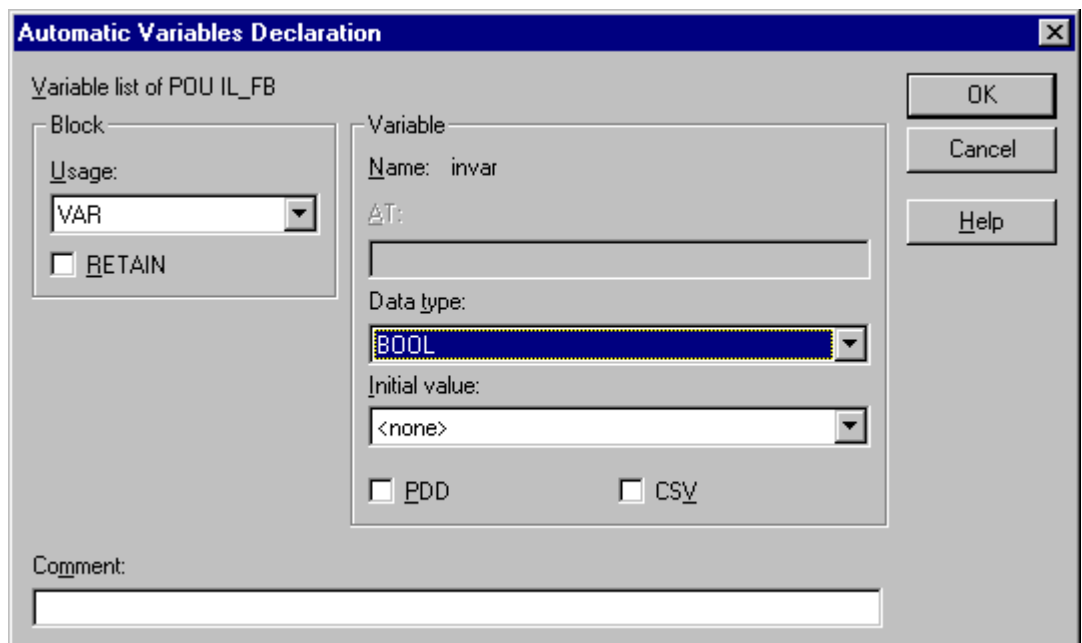 Automatic Variables Declaration
Variable list of POU IL_FB
OK
Block
Variable
Cancel
Usage:
Name: invar
VAR
AT:
Help
RETAIN
Data type:
BOOL
Initial value:
<none>
PDD
CSV
Comment: